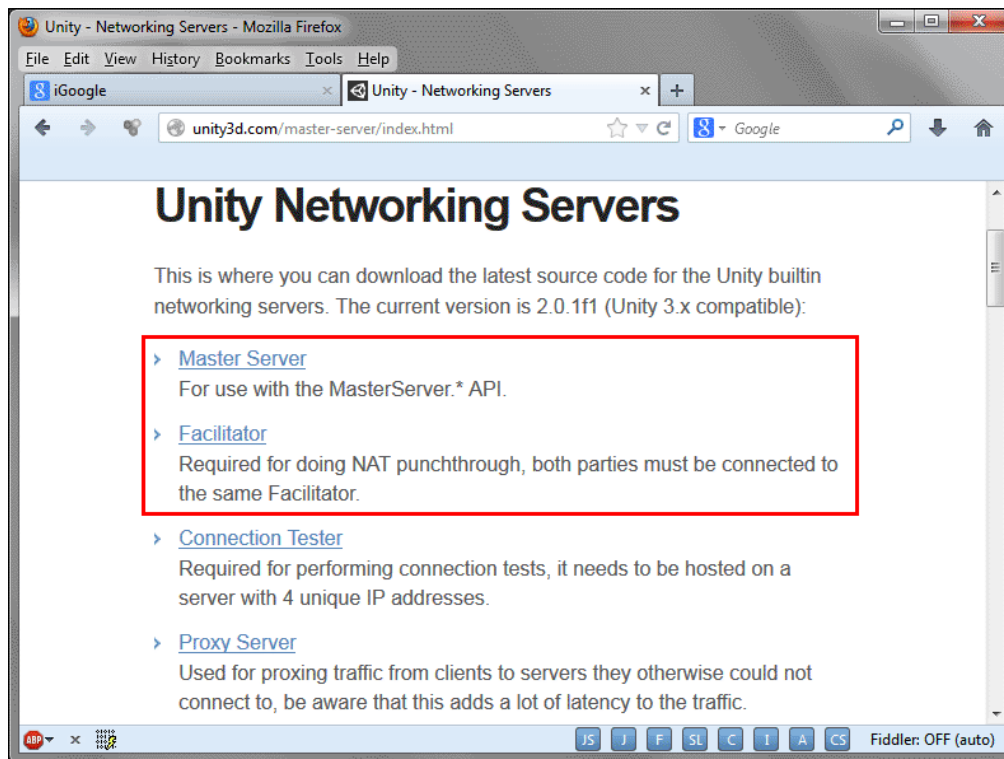 Unity - Networking Servers - Mozilla Firefox
File Edit View History Bookmarks Tools Help
iGoogle
Unity - Networking Servers
unity3d.com/master-server/index.html
Google
Unity Networking Servers
This is where you can download the latest source code for the Unity builtin
networking servers. The current version is 2.0.1f1 (Unity 3.x compatible):
Master Server
For use with the MasterServer.* API.
Facilitator
Required for doing NAT punchthrough, both parties must be connected to
the same Facilitator.
Connection Tester
Required for performing connection tests, it needs to be hosted on a
server with 4 unique IP addresses.
Proxy Server
Used for proxing traffic from clients to servers they otherwise could not
connect to, be aware that this adds a lot of latency to the traffic.
ABP JS J F SL C I A CS Fiddler: OFF (auto)